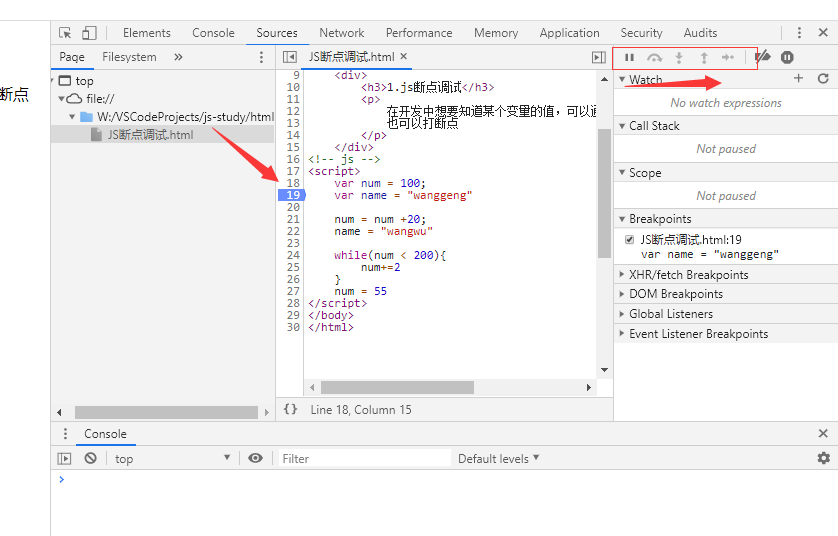 Elements Console Sources Network Performance Memory Application Security Audits
Page Filesystem »
JS断点调试.html ×
top
file://
W:/VSCodeProjects/js-study/html
JS断点调试.html
断点
9 <div>
10 <h3>1.js断点调试</h3>
11 <p>
12 在开发中想要知道某个变量的值，可以通
13 也可以打断点
14 </p>
15 </div>
16 <!-- js -->
17 <script>
18 var num = 100;
19 var name = "wanggeng"
20
21 num = num +20;
22 name = "wangwu"
23
24 while(num < 200){
25 num+=2
26 }
27 num = 55
28 </script>
29 </body>
30 </html>
{} Line 18, Column 15
Watch
No watch expressions
Call Stack
Not paused
Scope
Not paused
Breakpoints
JS断点调试.html:19
var name = "wanggeng"
XHR/fetch Breakpoints
DOM Breakpoints
Global Listeners
Event Listener Breakpoints
Console
top Filter Default levels